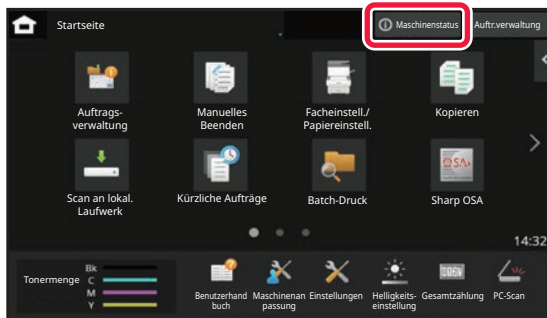 Startseite
Maschinenstatus
Auftr.verwaltung
Auftrags-
verwaltung
Manuelles
Beenden
Facheinstell./
Papiereinstell.
Kopieren
Scan an lokal.
Laufwerk
Kürzliche Aufträge
Batch-Druck
OSA
Sharp OSA
14:32
Tonermenge
Bk
C
M
Y
Benutzerhand
buch
Maschinenan
passung
Einstellungen
Helligkeits-
einstellung
Gesamtzählung
PC-Scan